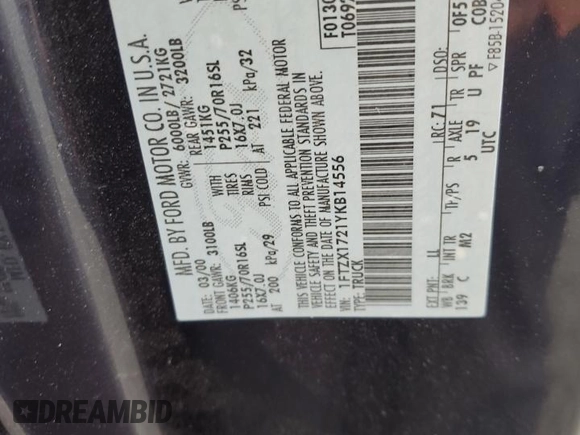 MFD. BY FORD MOTOR CO. IN U.S.A.
DATE: 03/00 GVWR: 6000LB/ 2721KG
3100LB REAR GAWR: 3200LB
1406KG WITH 1451KG
P255/70R16SL TIRES P255/70R16SL
16X7.0J RIMS 16X7.0J
AT 200 kPa/29 PSI COLD AT 221 kPa/32
THIS VEHICLE CONFORMS TO ALL APPLICABLE FEDERAL MOTOR
VEHICLE SAFETY AND THEFT PREVENTION STANDARDS IN
EFFECT ON THE DATE OF MANUFACTURE SHOWN ABOVE.
VIN: 1FTZX1721YKB14556
TYPE: TRUCK
F0130
T0692
EXT PNT: LL RC: 71 DSO:
WB BRK INT TR TP/PS R AXLE TR SPR
139 C M2 5 19 U PF
UTC
▽F85B-1520
DREAMBID